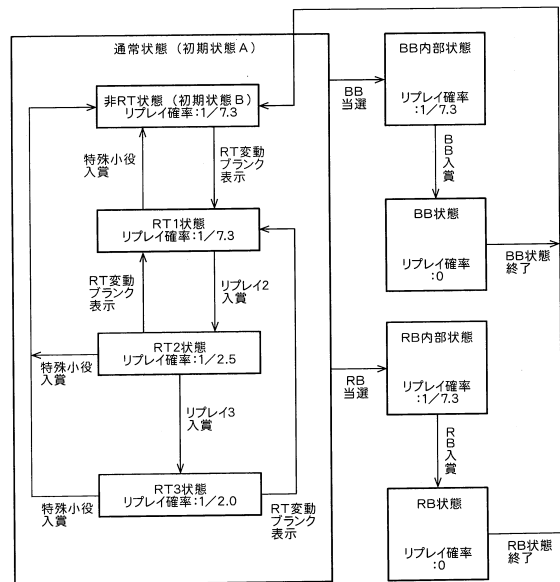 通常状態（初期状態A）
非RT状態（初期状態B）
リプレイ確率:1／7.3
特殊小役
入賞
RT変動
ブランク
表示
RT1状態
リプレイ確率:1／7.3
RT変動
ブランク
表示
リプレイ2
入賞
RT2状態
リプレイ確率:1／2.5
特殊小役
入賞
リプレイ3
入賞
RT3状態
リプレイ確率:1／2.0
特殊小役
入賞
RT変動
ブランク
表示
BB
当選
BB内部状態
リプレイ確率
:1／7.3
BB入賞
BB状態
リプレイ確率
:0
BB状態
終了
RB
当選
RB内部状態
リプレイ確率
:1／7.3
RB入賞
RB状態
リプレイ確率
:0
RB状態
終了